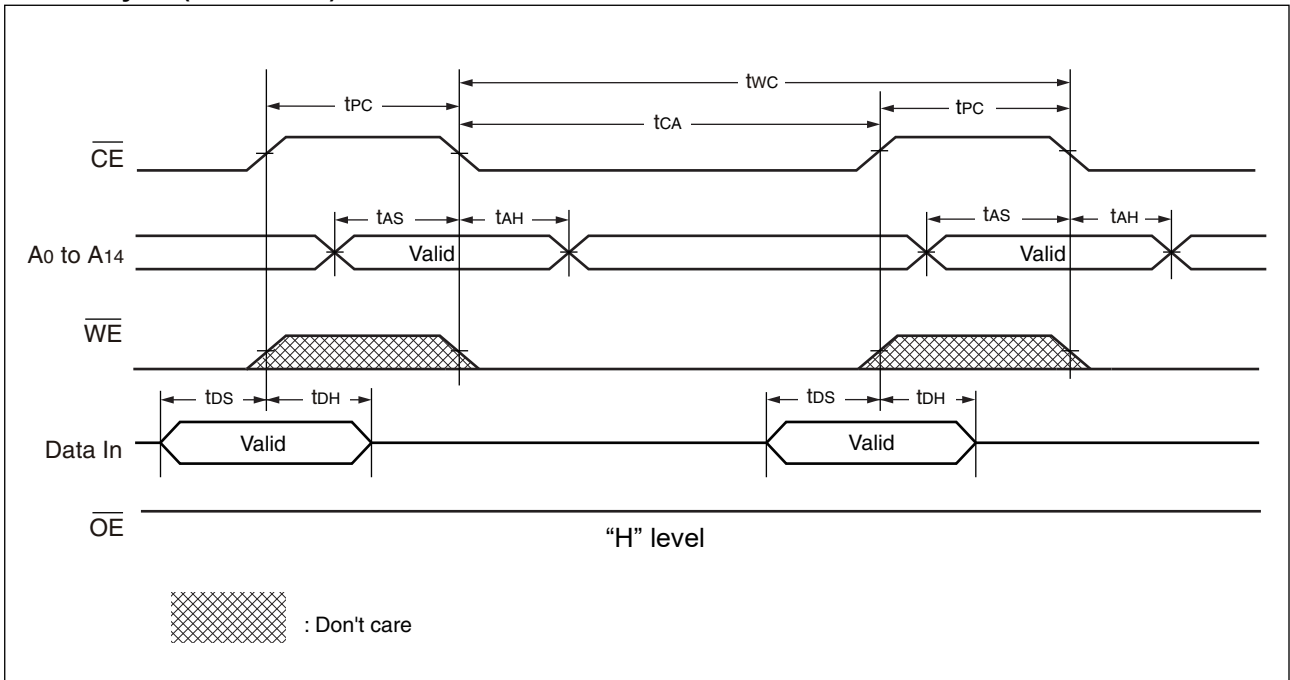 twc
tPC tPC
tCA
CE
tAS tAH tAS tAH
A0 to A14 Valid Valid
WE
tDS tDH tDS tDH
Data In Valid Valid
OE
“H” level
: Don't care